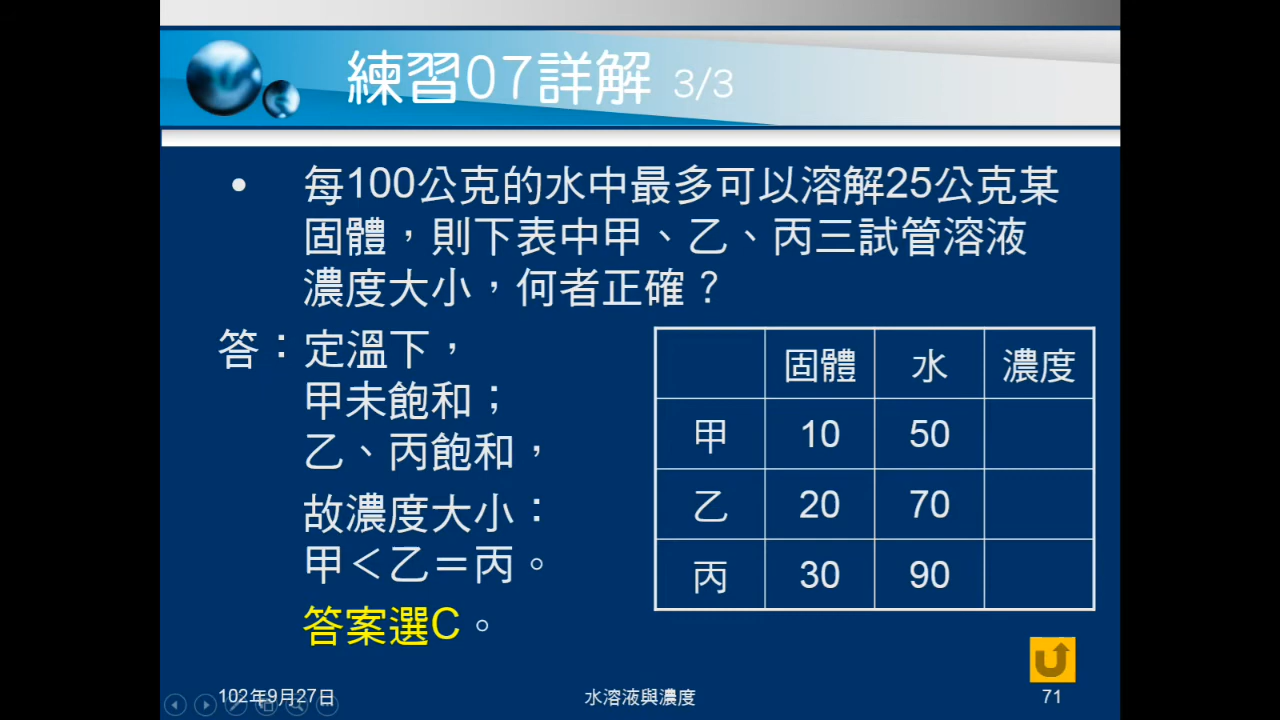 練習07詳解 3/3
• 每100公克的水中最多可以溶解25公克某
固體，則下表中甲、乙、丙三試管溶液
濃度大小，何者正確？
答：定溫下，
甲未飽和；
乙、丙飽和，
故濃度大小：
甲＜乙＝丙。
答案選C。
固體 水 濃度
甲 10 50
乙 20 70
丙 30 90
102年9月27日 水溶液與濃度 71